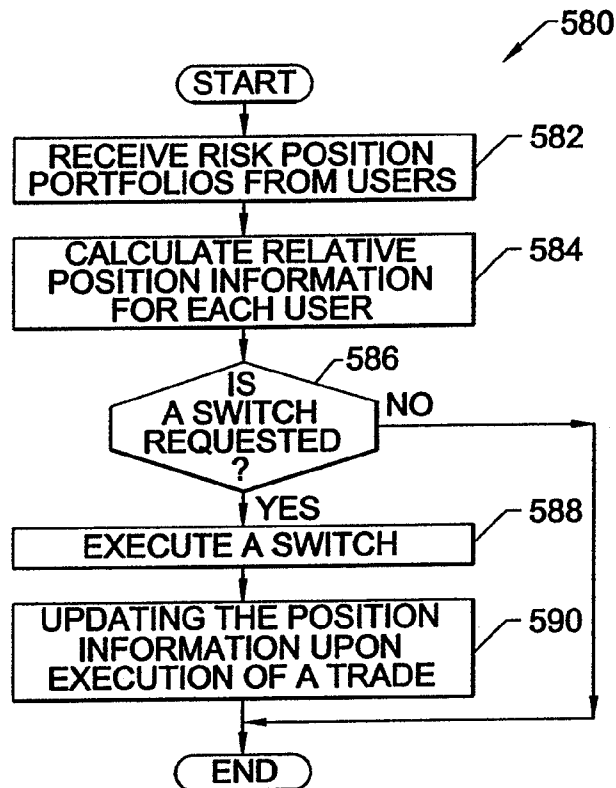 580
START
RECEIVE RISK POSITION
PORTFOLIOS FROM USERS
582
CALCULATE RELATIVE
POSITION INFORMATION
FOR EACH USER
584
586
IS
A SWITCH
REQUESTED
?
NO
YES
EXECUTE A SWITCH
588
UPDATING THE POSITION
INFORMATION UPON
EXECUTION OF A TRADE
590
END